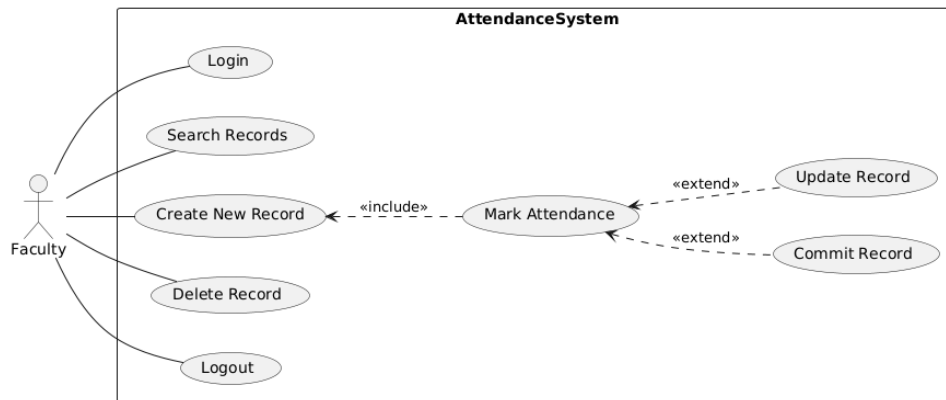 AttendanceSystem
Login
Search Records
Create New Record
«include»
Mark Attendance
«extend»
Update Record
«extend»
Commit Record
Faculty
Delete Record
Logout